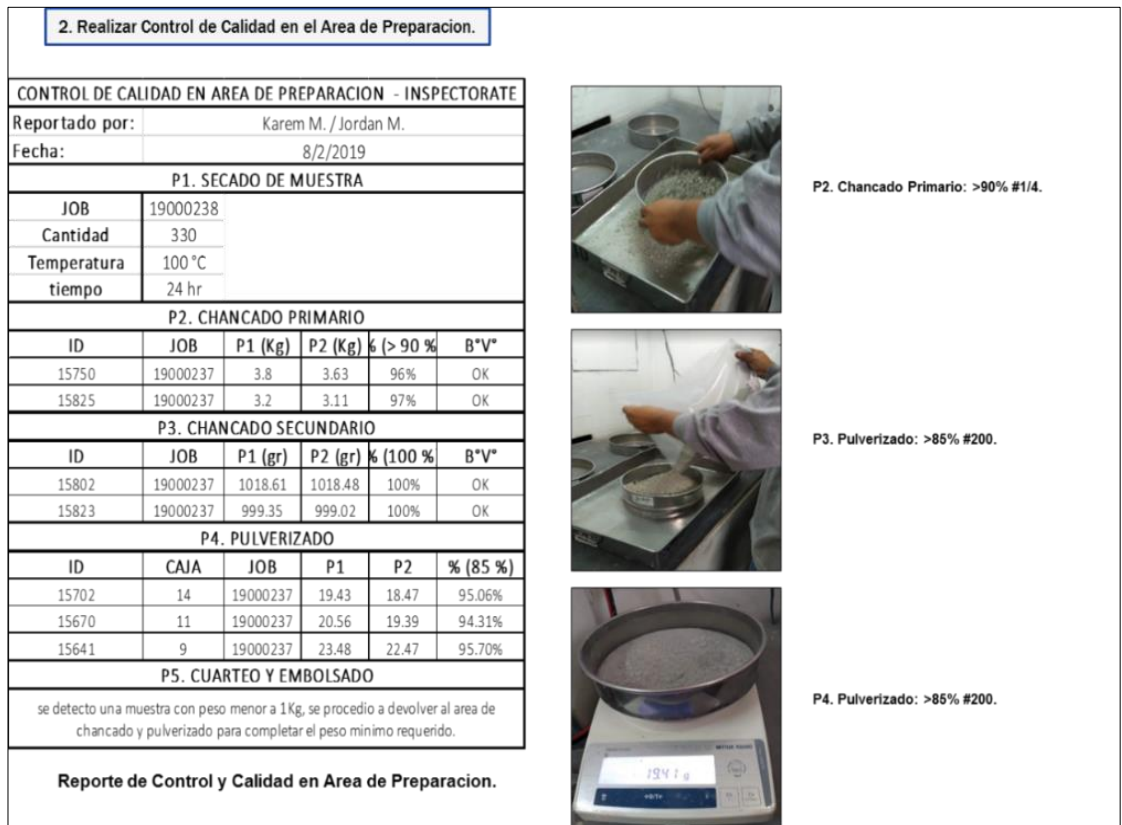 2. Realizar Control de Calidad en el Area de Preparacion.
CONTROL DE CALIDAD EN AREA DE PREPARACION - INSPECTORATE
Reportado por: Karem M. / Jordan M.
Fecha: 8/2/2019
P1. SECADO DE MUESTRA
JOB 19000238
Cantidad 330
Temperatura 100 °C
tiempo 24 hr
P2. CHANCADO PRIMARIO
ID JOB P1 (Kg) P2 (Kg) % (> 90 % B°V°
15750 19000237 3.8 3.63 96% OK
15825 19000237 3.2 3.11 97% OK
P3. CHANCADO SECUNDARIO
ID JOB P1 (gr) P2 (gr) % (100 % B°V°
15802 19000237 1018.61 1018.48 100% OK
15823 19000237 999.35 999.02 100% OK
P4. PULVERIZADO
ID CAJA JOB P1 P2 % (85 %)
15702 14 19000237 19.43 18.47 95.06%
15670 11 19000237 20.56 19.39 94.31%
15641 9 19000237 23.48 22.47 95.70%
P5. CUARTEO Y EMBOLSADO
se detecto una muestra con peso menor a 1Kg, se procedio a devolver al area de
chancado y pulverizado para completar el peso minimo requerido.
Reporte de Control y Calidad en Area de Preparacion.
P2. Chancado Primario: >90% #1/4.
P3. Pulverizado: >85% #200.
P4. Pulverizado: >85% #200.